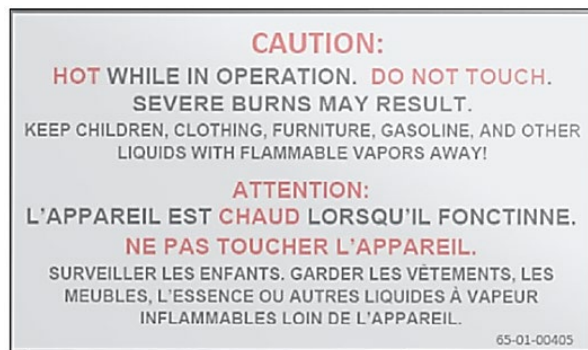 CAUTION:
HOT WHILE IN OPERATION. DO NOT TOUCH.
SEVERE BURNS MAY RESULT.
KEEP CHILDREN, CLOTHING, FURNITURE, GASOLINE, AND OTHER
LIQUIDS WITH FLAMMABLE VAPORS AWAY!
ATTENTION:
L'APPAREIL EST CHAUD LORSQU'IL FONCTINNE.
NE PAS TOUCHER L'APPAREIL.
SURVEILLER LES ENFANTS. GARDER LES VÊTEMENTS, LES
MEUBLES, L'ESSENCE OU AUTRES LIQUIDES À VAPEUR
INFLAMMABLES LOIN DE L'APPAREIL.
65-01-00405